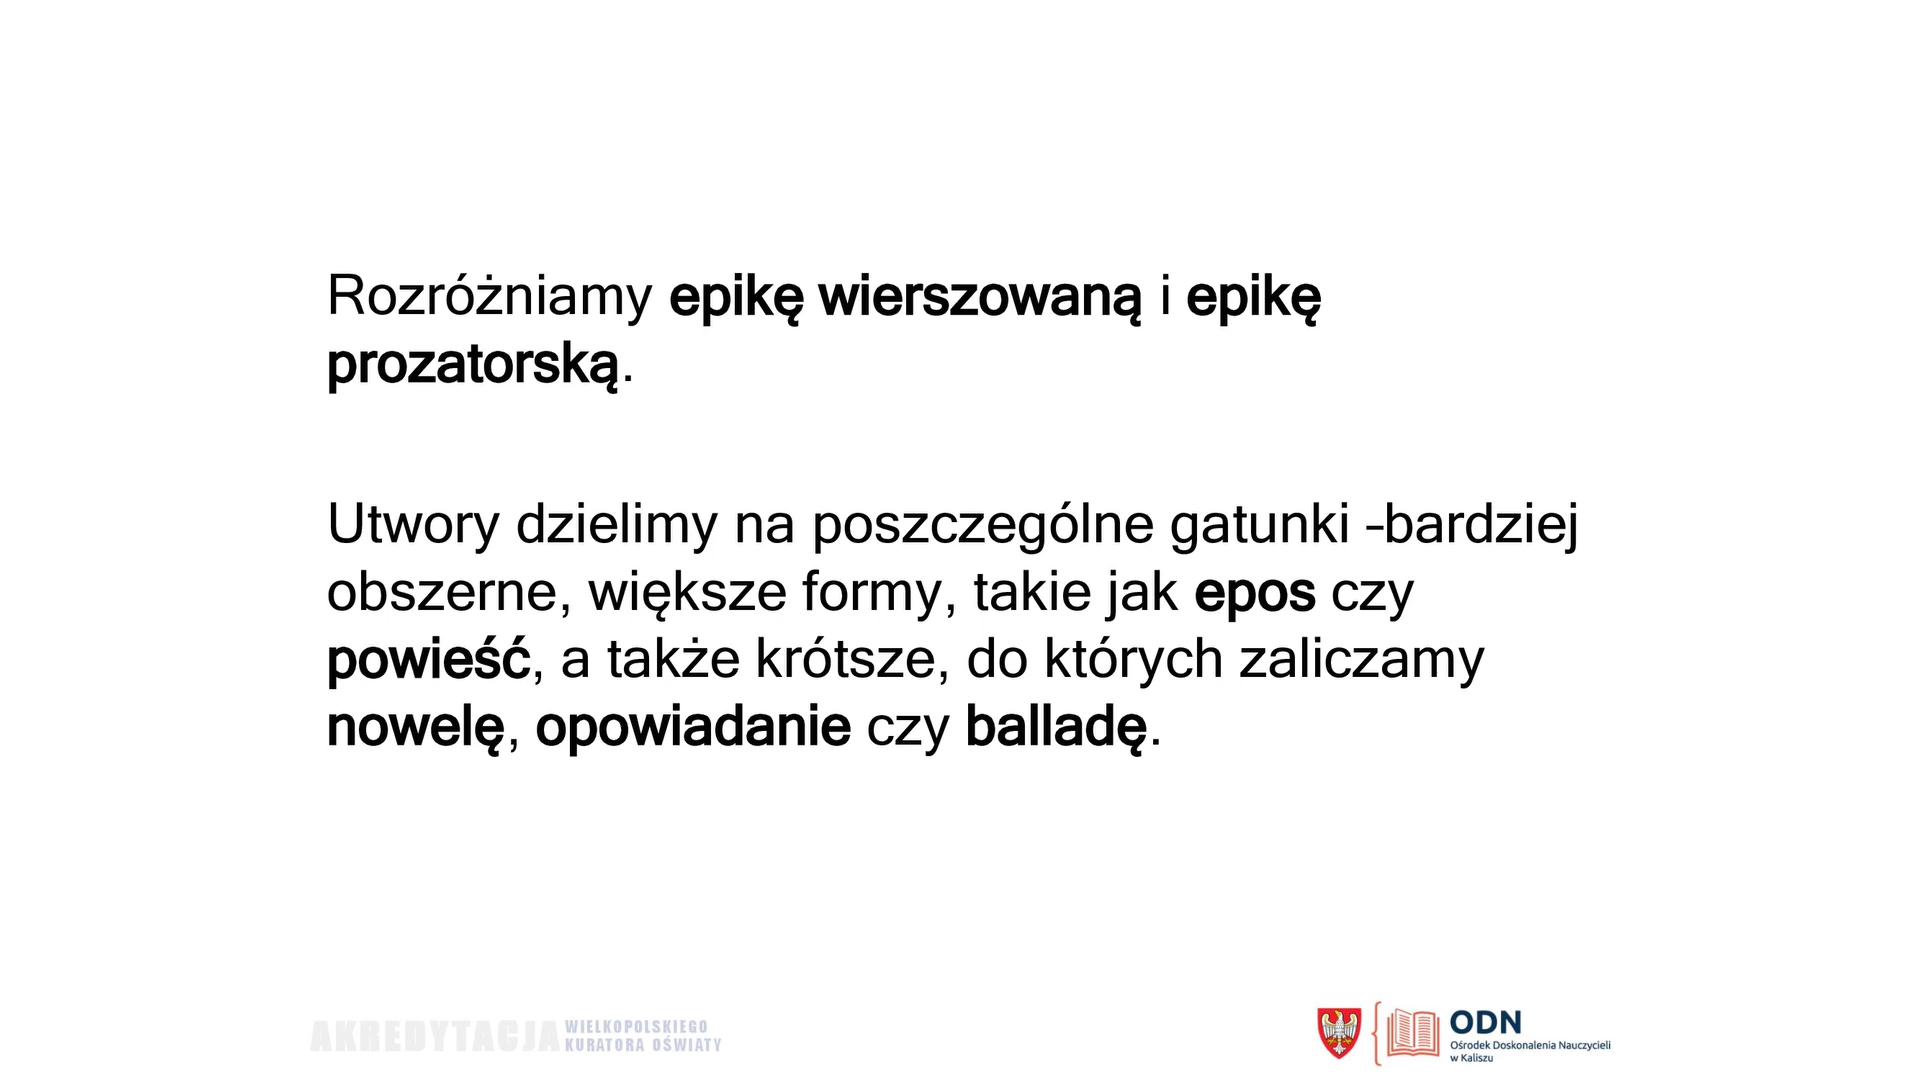 Rozróżniamy epikę wierszowaną i epikę
prozatorską.
Utwory dzielimy na poszczególne gatunki –bardziej
obszerne, większe formy, takie jak epos czy
powieść, a także krótsze, do których zaliczamy
nowelę, opowiadanie czy balladę.
AKREDYTACJA WIELKOPOLSKIEGO
KURATORA OŚWIATY
ODN
Ośrodek Doskonalenia Nauczycieli
w Kaliszu